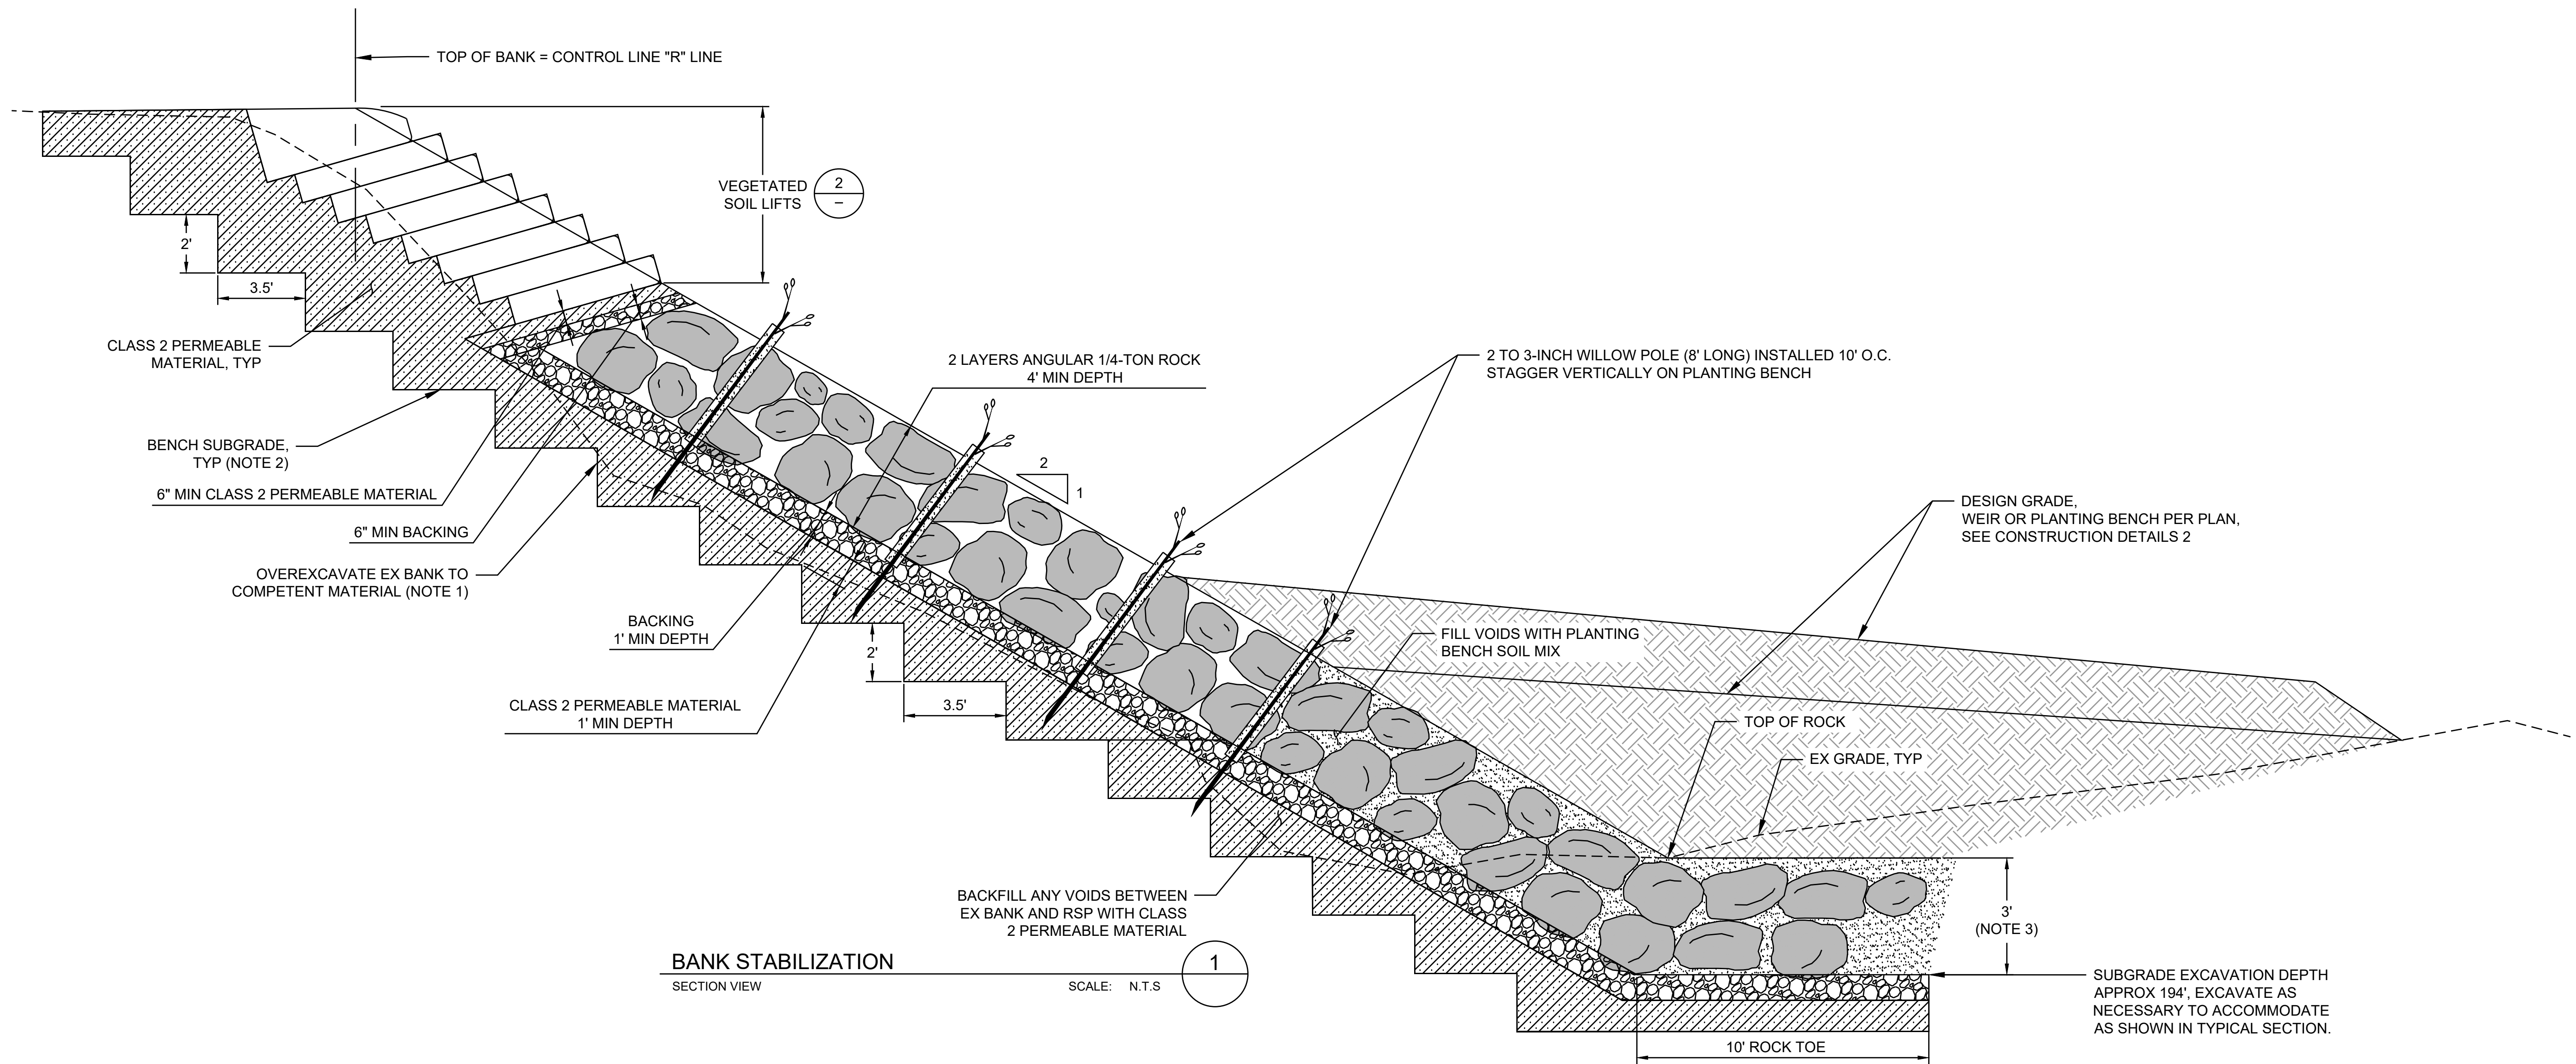 TOP OF BANK = CONTROL LINE "R" LINE
VEGETATED
SOIL LIFTS
2
–
2'
3.5'
CLASS 2 PERMEABLE
MATERIAL, TYP
BENCH SUBGRADE,
TYP (NOTE 2)
6" MIN CLASS 2 PERMEABLE MATERIAL
6" MIN BACKING
OVEREXCAVATE EX BANK TO
COMPETENT MATERIAL (NOTE 1)
2 LAYERS ANGULAR 1/4-TON ROCK
4' MIN DEPTH
2 TO 3-INCH WILLOW POLE (8' LONG) INSTALLED 10' O.C.
STAGGER VERTICALLY ON PLANTING BENCH
2
1
DESIGN GRADE,
WEIR OR PLANTING BENCH PER PLAN,
SEE CONSTRUCTION DETAILS 2
BACKING
1' MIN DEPTH
2'
3.5'
CLASS 2 PERMEABLE MATERIAL
1' MIN DEPTH
FILL VOIDS WITH PLANTING
BENCH SOIL MIX
TOP OF ROCK
EX GRADE, TYP
BACKFILL ANY VOIDS BETWEEN
EX BANK AND RSP WITH CLASS
2 PERMEABLE MATERIAL
3'
(NOTE 3)
SUBGRADE EXCAVATION DEPTH
APPROX 194', EXCAVATE AS
NECESSARY TO ACCOMMODATE
AS SHOWN IN TYPICAL SECTION.
10' ROCK TOE
BANK STABILIZATION
1
SECTION VIEW
SCALE: N.T.S